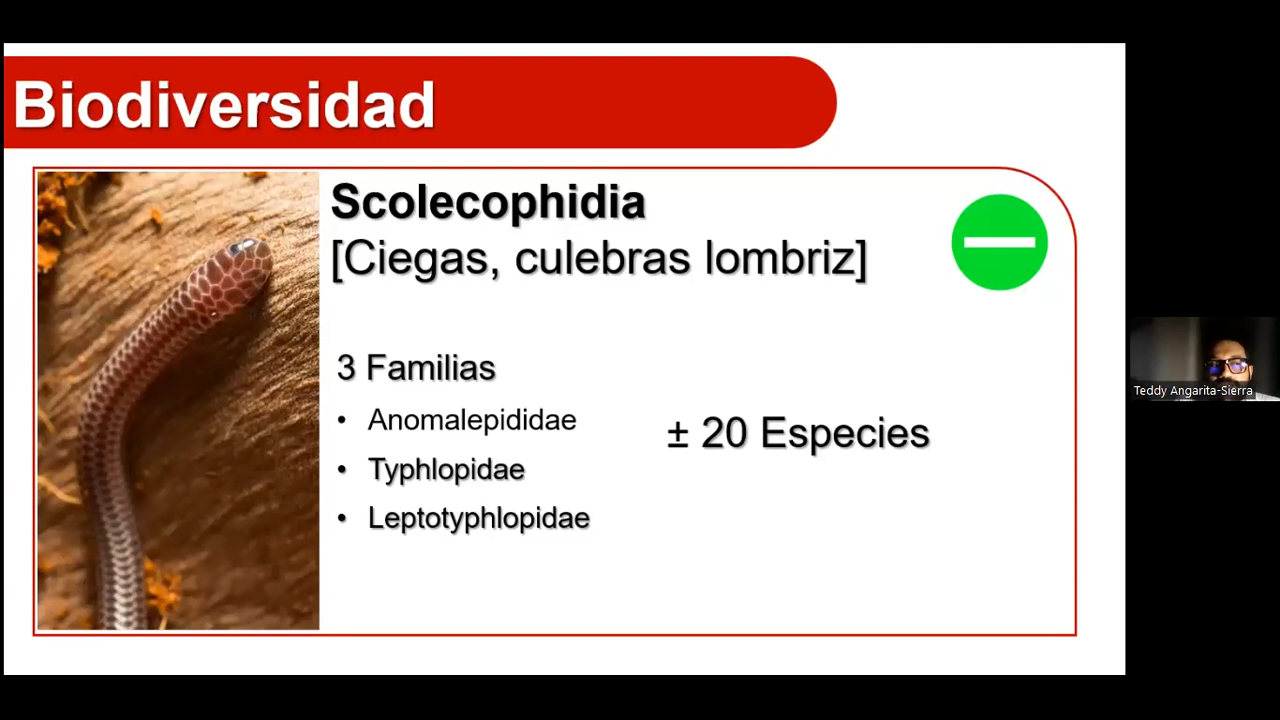 Biodiversidad
Scolecophidia
[Ciegas, culebras lombriz]
3 Familias
• Anomalepididae
• Typhlopidae
• Leptotyphlopidae
± 20 Especies
Teddy Angarita-Sierra